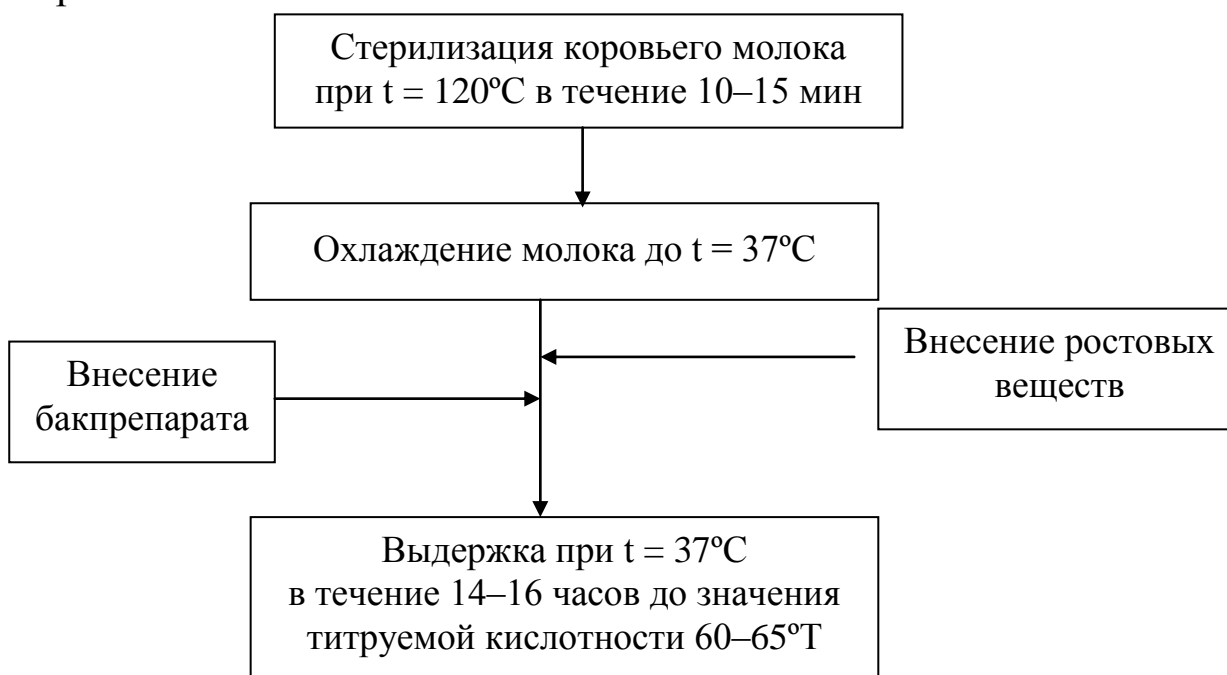 Стерилизация коровьего молока
при t = 120ºC в течение 10–15 мин
Охлаждение молока до t = 37ºC
Внесение ростовых
веществ
Внесение
бакпрепарата
Выдержка при t = 37ºC
в течение 14–16 часов до значения
титруемой кислотности 60–65ºT